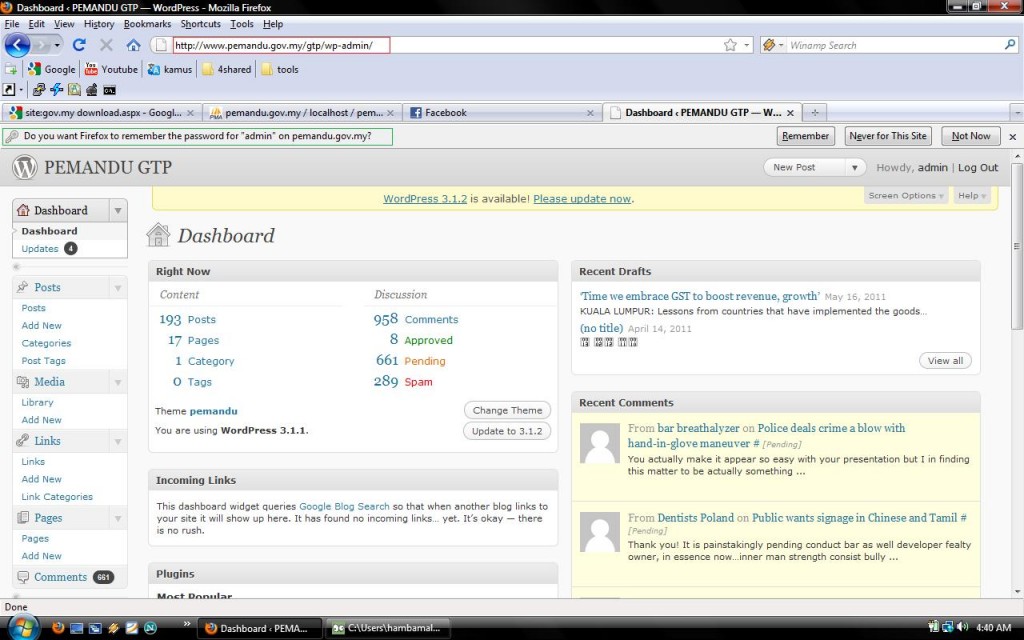 Dashboard ‹ PEMANDU GTP — WordPress - Mozilla Firefox
File Edit View History Bookmarks Shortcuts Tools Help
http://www.pemandu.gov.my/gtp/wp-admin/
Winamp Search
Google Youtube kamus 4shared tools
site:gov.my download.aspx - Googl...
pemandu.gov.my / localhost / pem...
Facebook
Dashboard ‹ PEMANDU GTP — W...
Do you want Firefox to remember the password for "admin" on pemandu.gov.my?
Remember Never for This Site Not Now
PEMANDU GTP
New Post
Howdy, admin | Log Out
WordPress 3.1.2 is available! Please update now.
Screen Options Help
Dashboard
Dashboard
Updates 4
Posts
Posts
Add New
Categories
Post Tags
Media
Library
Add New
Links
Links
Add New
Link Categories
Pages
Pages
Add New
Comments 661
Dashboard
Right Now
Content
193 Posts
17 Pages
1 Category
0 Tags
Discussion
958 Comments
8 Approved
661 Pending
289 Spam
Theme pemandu
Change Theme
You are using WordPress 3.1.1.
Update to 3.1.2
Incoming Links
This dashboard widget queries Google Blog Search so that when another blog links to
your site it will show up here. It has found no incoming links… yet. It's okay — there
is no rush.
Plugins
Most Popular
Recent Drafts
'Time we embrace GST to boost revenue, growth' May 16, 2011
KUALA LUMPUR: Lessons from countries that have implemented the goods…
(no title) April 14, 2011
View all
Recent Comments
From bar breathalyzer on Police deals crime a blow with
hand-in-glove maneuver # [Pending]
You actually make it appear so easy with your presentation but I in finding
this matter to be actually something ...
From Dentists Poland on Public wants signage in Chinese and Tamil #
[Pending]
Thank you! It is painstakingly pending conduct bar as well developer fealty
owner, in essence now...inner man strength consist bully ...
Done
Dashboard ‹ PEMA...
C:\Users\hambamal...
4:40 AM